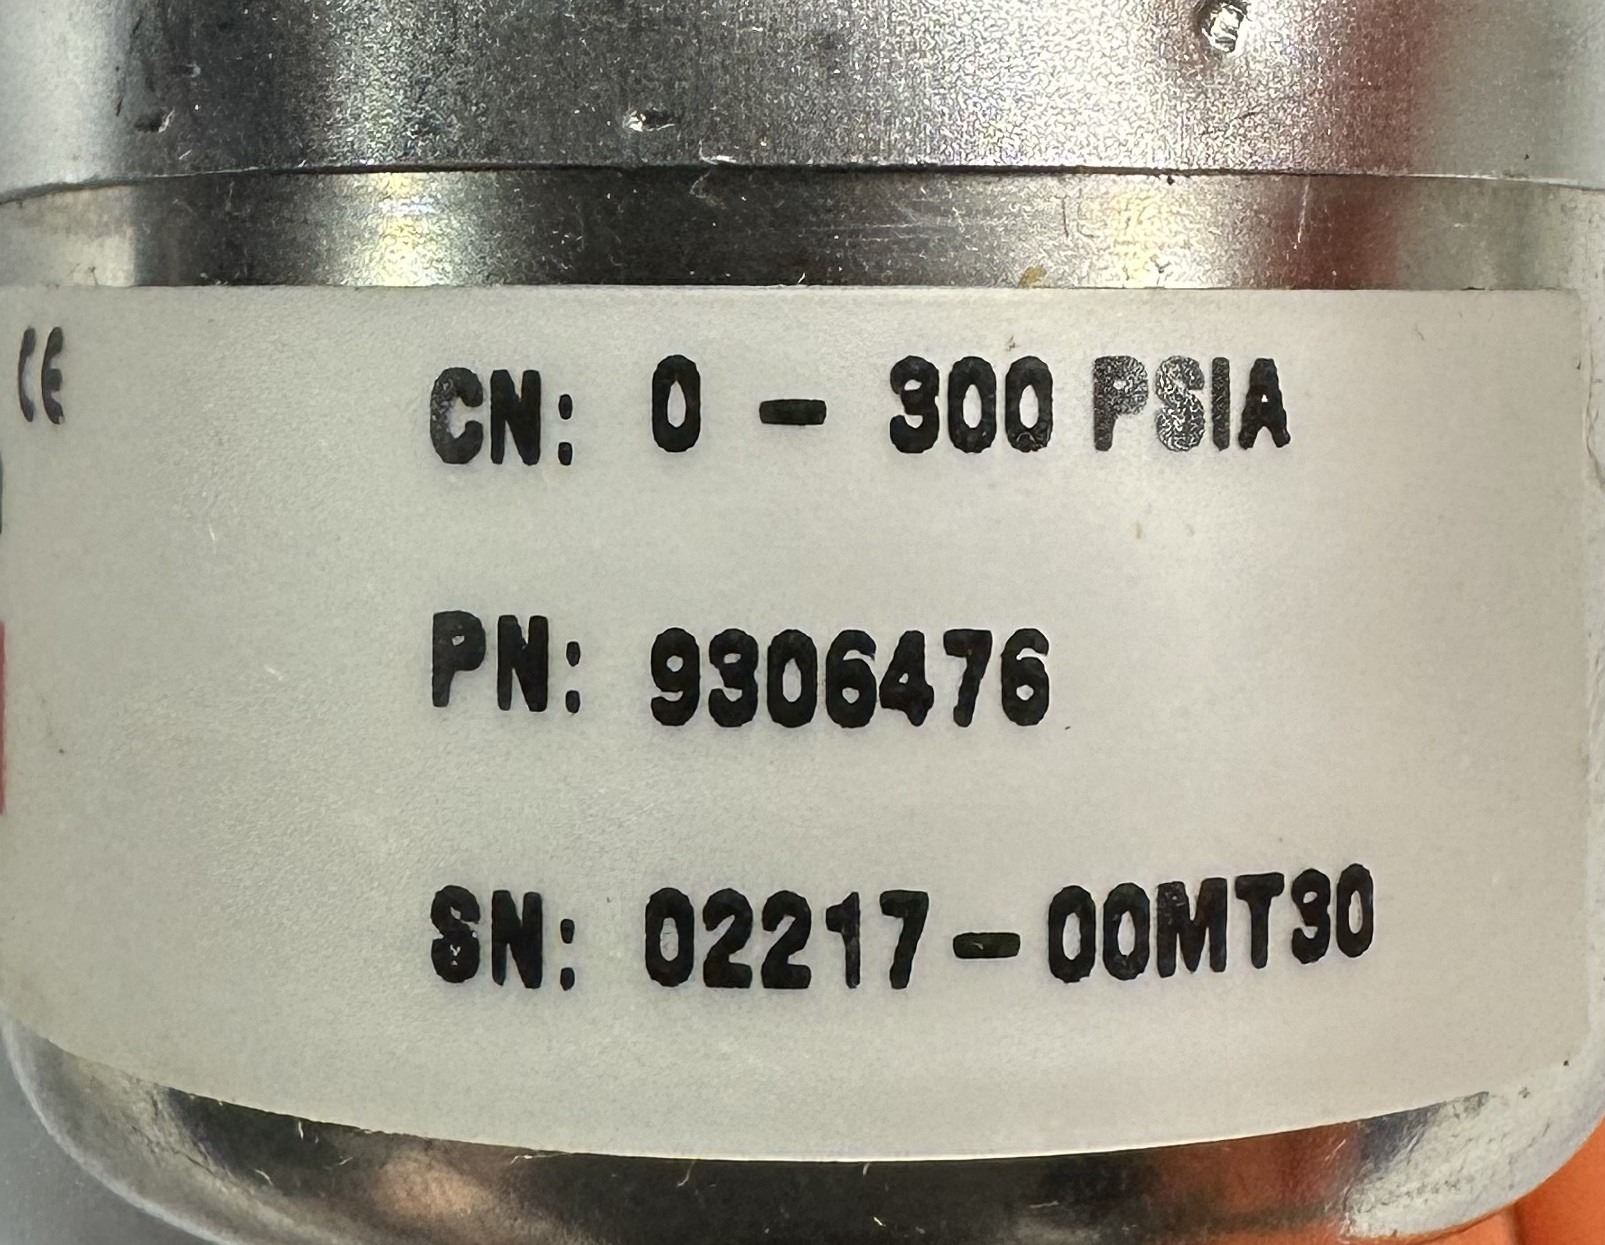 CE
CN: 0 - 300 PSIA
PN: 9306476
SN: 02217-00MT30